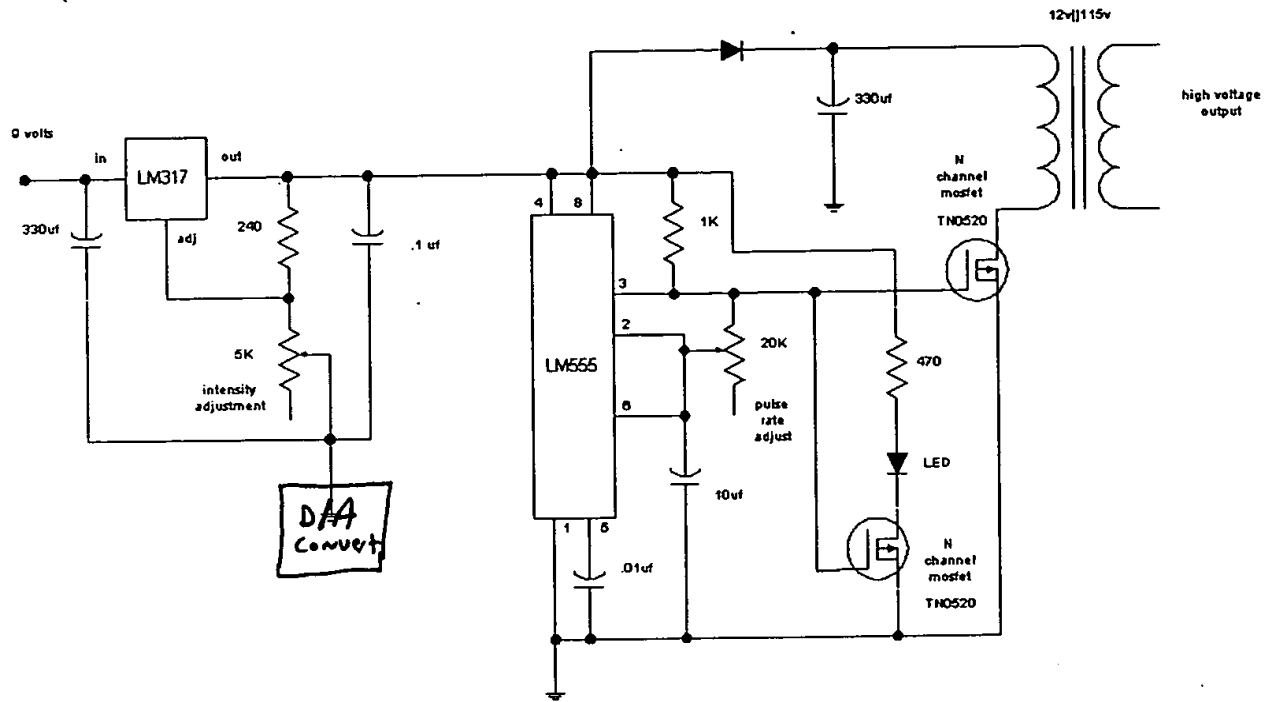 12v||115v
330uf
high voltage
output
9 volts
in
LM317
out
adj
330uf
240
.1 uf
5K
intensity
adjustment
D/A
Convert
4
8
1K
3
2
6
LM555
1
5
20K
pulse
rate
adjust
10uf
.01uf
N
channel
mosfet
TN0520
470
LED
N
channel
mosfet
TN0520